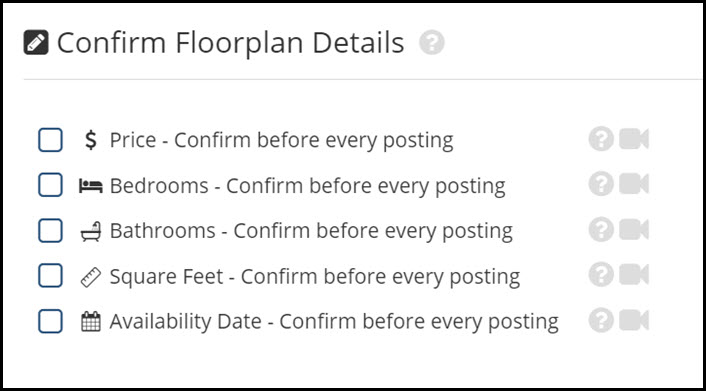 Confirm Floorplan Details ?
$ Price - Confirm before every posting ?
Bedrooms - Confirm before every posting ?
Bathrooms - Confirm before every posting ?
Square Feet - Confirm before every posting ?
Availability Date - Confirm before every posting ?